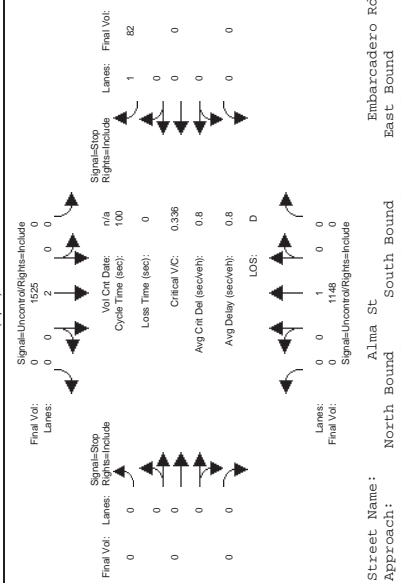 Signal=Uncontrol/Rights=Include
Final Vol: 0 1525 0
Lanes: 0 0 2 0 0
Signal=Stop
Rights=Include
Signal=Stop
Rights=Include
Final Vol: Lanes:
Vol Cnt Date: n/a
Lanes: Final Vol:
0 0
Cycle Time (sec): 100
1 82
0
Loss Time (sec): 0
0
0 0
Critical V/C: 0.336
0 0
0
Avg Crit Del (sec/veh): 0.8
0
0 0
Avg Delay (sec/veh): 0.8
0 0
LOS: D
Lanes: 0 0 1 0 0
Final Vol: 0 1148 0
Signal=Uncontrol/Rights=Include
Street Name: Alma St Embarcadero Rd
Approach: North Bound South Bound East Bound